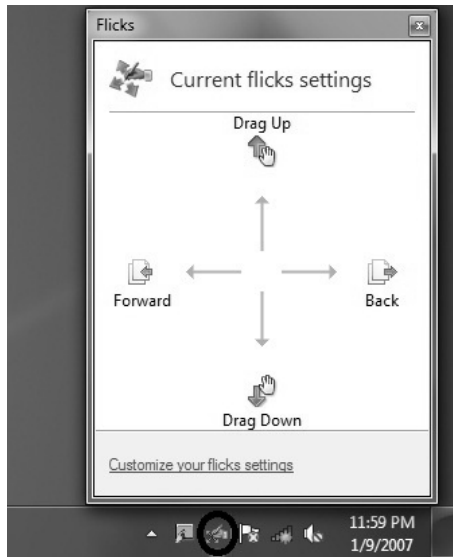 Flicks
Current flicks settings
Drag Up
Forward
Back
Drag Down
Customize your flicks settings
11:59 PM
1/9/2007